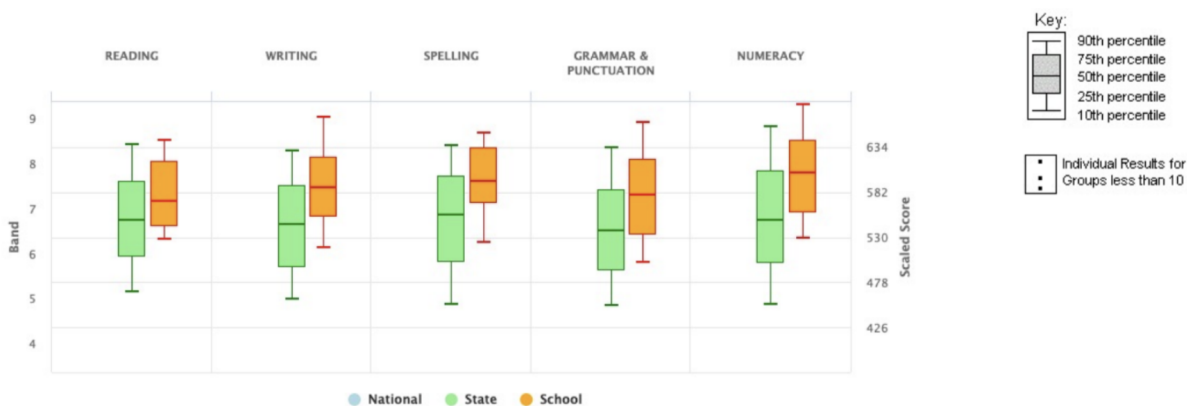 READING
WRITING
SPELLING
GRAMMAR &
PUNCTUATION
NUMERACY
Band
9
8
7
6
5
4
634
582
530
478
426
Scaled Score
National State School
Key:
90th percentile
75th percentile
50th percentile
25th percentile
10th percentile
Individual Results for
Groups less than 10